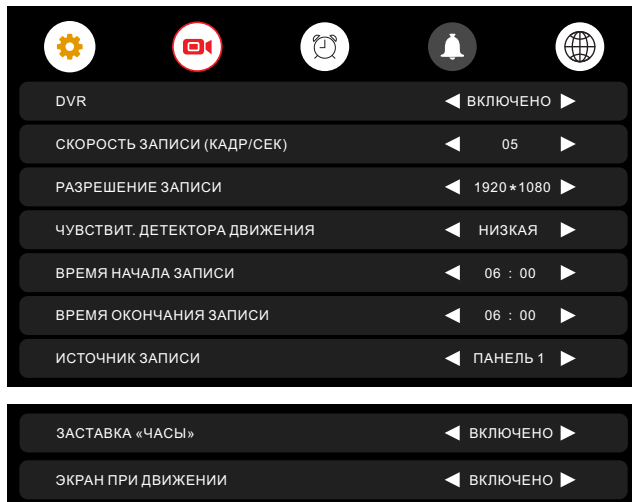 DVR ВКЛЮЧЕНО
СКОРОСТЬ ЗАПИСИ (КАДР/СЕК) 05
РАЗРЕШЕНИЕ ЗАПИСИ 1920*1080
ЧУВСТВИТ. ДЕТЕКТОРА ДВИЖЕНИЯ НИЗКАЯ
ВРЕМЯ НАЧАЛА ЗАПИСИ 06 : 00
ВРЕМЯ ОКОНЧАНИЯ ЗАПИСИ 06 : 00
ИСТОЧНИК ЗАПИСИ ПАНЕЛЬ 1
ЗАСТАВКА «ЧАСЫ» ВКЛЮЧЕНО
ЭКРАН ПРИ ДВИЖЕНИИ ВКЛЮЧЕНО